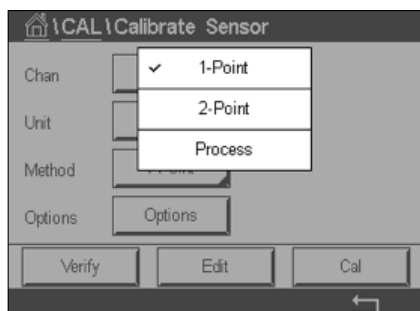 \CAL\Calibrate Sensor
Chan
✓ 1-Point
2-Point
Unit
Process
Method
Options Options
Verify Edit Cal